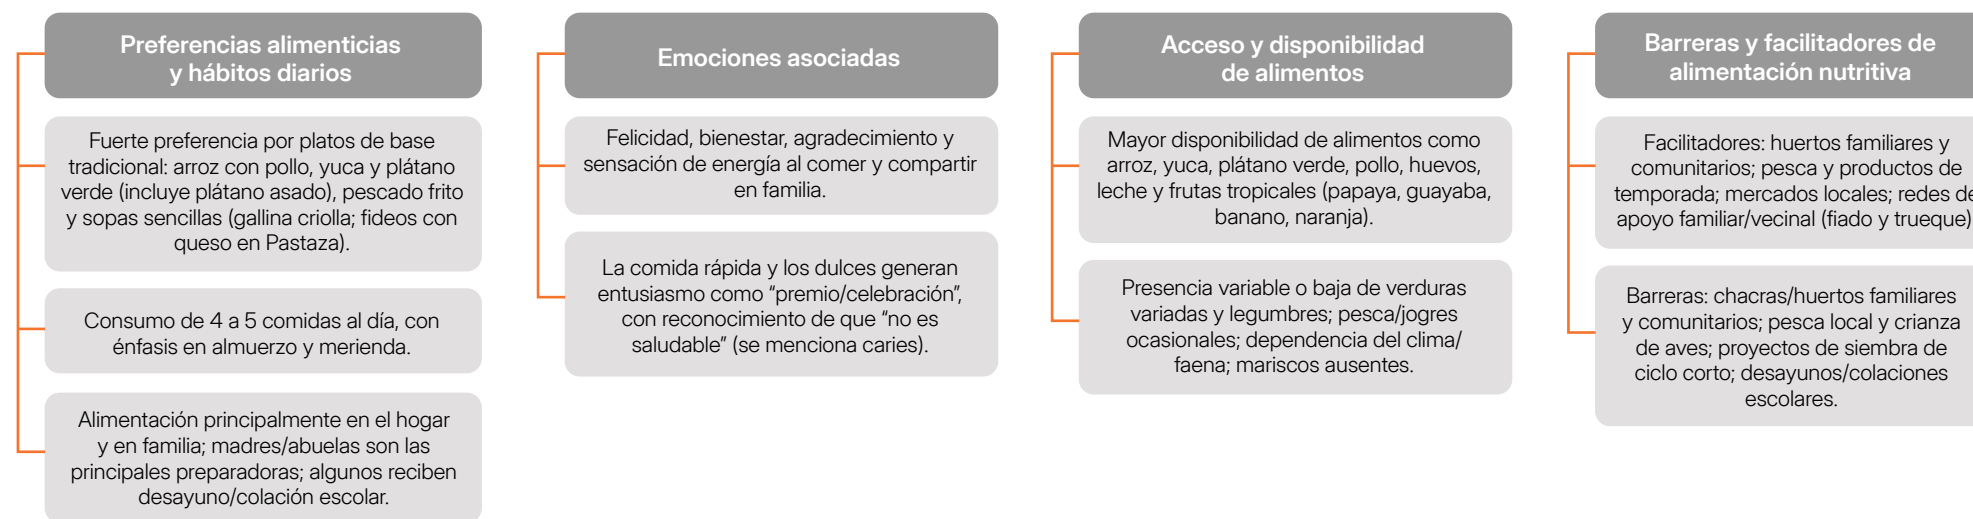 Preferencias alimenticias
y hábitos diarios
Fuerte preferencia por platos de base
tradicional: arroz con pollo, yuca y plátano
verde (incluye plátano asado), pescado frito
y sopas sencillas (gallina criolla; fideos con
queso en Pastaza).
Consumo de 4 a 5 comidas al día, con
énfasis en almuerzo y merienda.
Alimentación principalmente en el hogar
y en familia; madres/abuelas son las
principales preparadoras; algunos reciben
desayuno/colación escolar.
Emociones asociadas
Felicidad, bienestar, agradecimiento y
sensación de energía al comer y compartir
en familia.
La comida rápida y los dulces generan
entusiasmo como “premio/celebración”,
con reconocimiento de que “no es
saludable” (se menciona caries).
Acceso y disponibilidad
de alimentos
Mayor disponibilidad de alimentos como
arroz, yuca, plátano verde, pollo, huevos,
leche y frutas tropicales (papaya, guayaba,
banano, naranja).
Presencia variable o baja de verduras
variadas y legumbres; pesca/jogres
ocasionales; dependencia del clima/
faena; mariscos ausentes.
Barreras y facilitadores de
alimentación nutritiva
Facilitadores: huertos familiares y
comunitarios; pesca y productos de
temporada; mercados locales; redes de
apoyo familiar/vecinal (fiado y trueque)
Barreras: chacras/huertos familiares
y comunitarios; pesca local y crianza
de aves; proyectos de siembra de
ciclo corto; desayunos/colaciones
escolares.